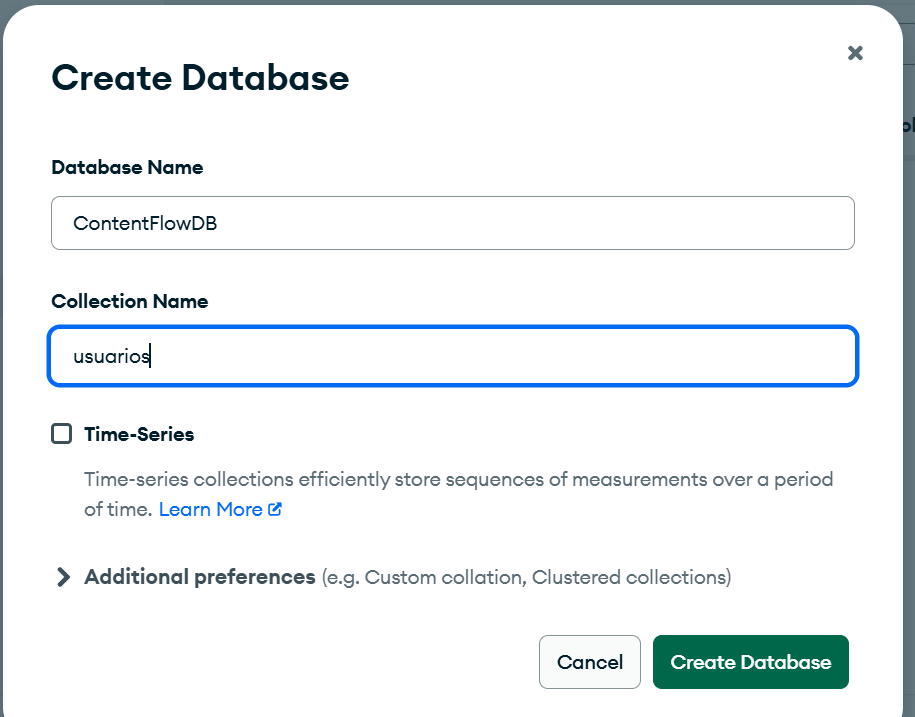 Create Database
Database Name
ContentFlowDB
Collection Name
usuarios
Time-Series
Time-series collections efficiently store sequences of measurements over a period
of time. Learn More
Additional preferences (e.g. Custom collation, Clustered collections)
Cancel
Create Database